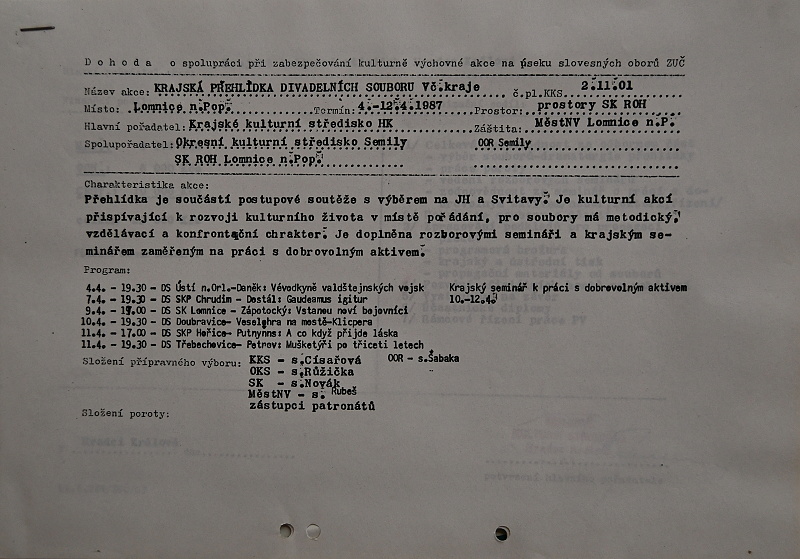 D o h o d a o spolupráci při zabezpečování kulturně výchovné akce na úseku slovesných oborů ZUČ
Název akce: KRAJSKÁ PŘEHLÍDKA DIVADELNÍCH SOUBORU Vč.kraje č.pl.KKS 2.11.01
Místo: Lomnice n.Pop. Termín: 4.-12.4.1987 Prostor: prostory SK ROH
Hlavní pořadatel: Krajské kulturní středisko HK Záštita: MěstNV Lomnice n.P.
Spolupořadatel: Okresní kulturní středisko Semily OOR Semily
SK ROH Lomnice n.Pop.
Charakteristika akce:
Přehlídka je součástí postupové soutěže s výběrem na JH a Svitavy. Je kulturní akcí
přispívající k rozvoji kulturního života v místě pořádání, pro soubory má metodický,
vzdělávací a konfrontační chrakter. Je doplněna rozborovými semináři a krajským se-
minářem zaměřeným na práci s dobrovolným aktivem.
Program:
4.4. - 19.30 - DS Ústí n.Orl.-Daněk: Vévodkyně valdštejnských vejsk Krajský seminář k práci s dobrevolným aktivem
7.4. - 19.30 - DS SKP Chrudim - Dostál: Gaudeamus igitur 10.-12.4.
9.4. - 17.00 - DS SK Lomnice - Zápotocký: Vstanou noví bojovníci
10.4. - 19.30 - DS Doubravice- Veselohra na mostě-Klicpera
11.4. - 17.00 - DS SKP Hořice- Putnynns: A co když přijde láska
11.4. - 19.30 - DS Třebechovice- Petrov: Mušketýři po třiceti letech
Složení přípravného výboru: KKS - s.Císařová OOR - s.Šabaka
OKS - s.Růžička
SK - s.Novák
MěstNV - s. Rubeš
zástupci patronátů
Složení poroty: